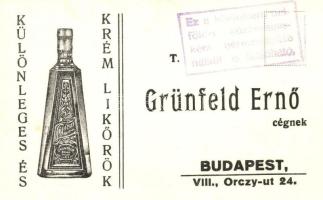 KÜLÖNLEGES ÉS
KRÉM LIKŐRÖK
T.
Grünfeld Ernő
cégnek
BUDAPEST,
VIII., Orczy-ut 24.